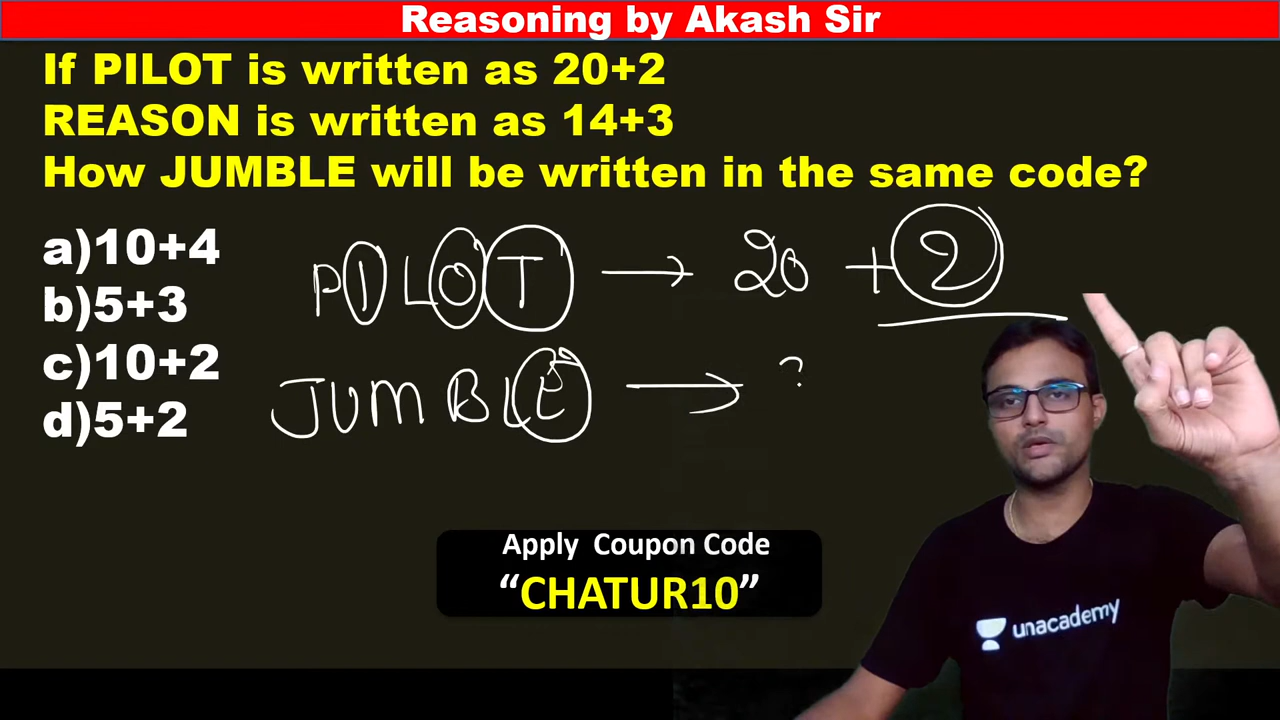 Reasoning by Akash Sir
If PILOT is written as 20+2
REASON is written as 14+3
How JUMBLE will be written in the same code?
a)10+4
b)5+3
c)10+2
d)5+2
PILOT → 20 + 2
JUMBLE → ?
Apply Coupon Code
“CHATUR10”
unacademy